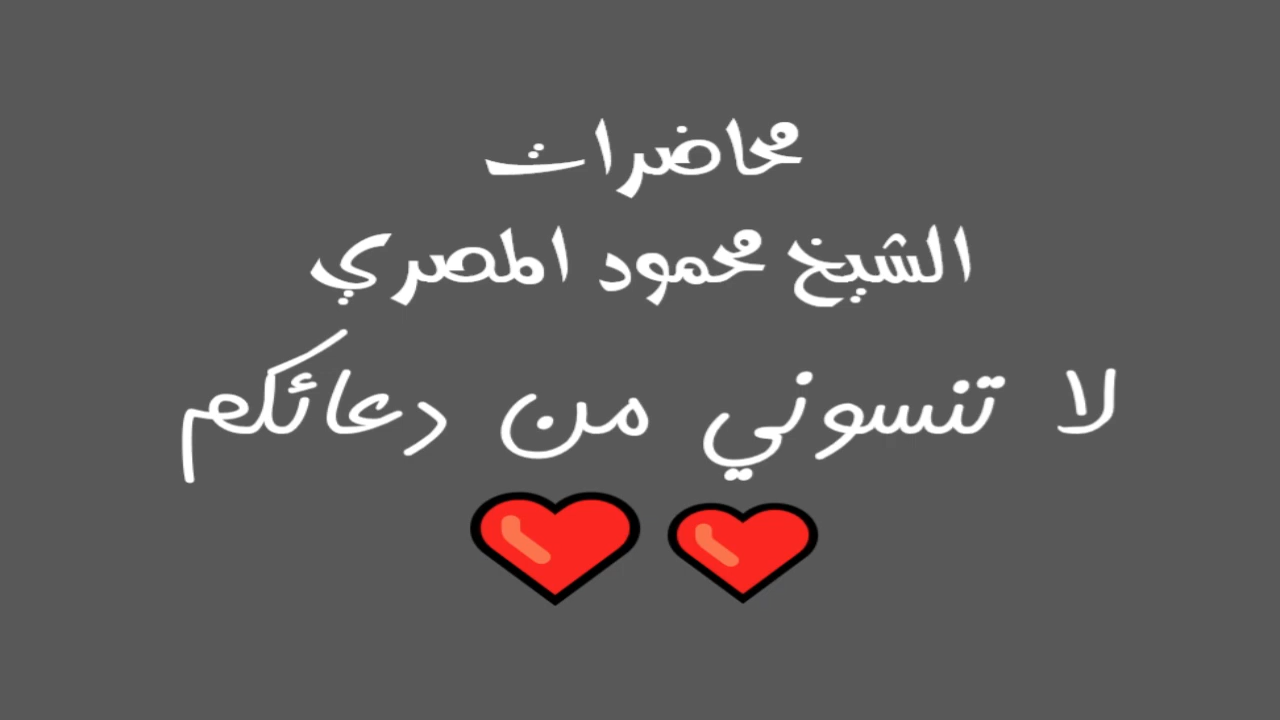 محاضرات
الشيخ محمود المصري
لا تنسوني من دعائكم